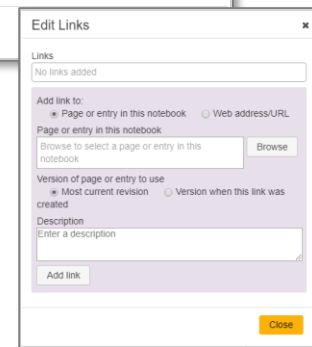 Edit Links
Links
No links added
Add link to:
Page or entry in this notebook Web address/URL
Page or entry in this notebook
Browse to select a page or entry in this
notebook
Browse
Version of page or entry to use
Most current revision Version when this link was
created
Description
Enter a description
Add link
Close